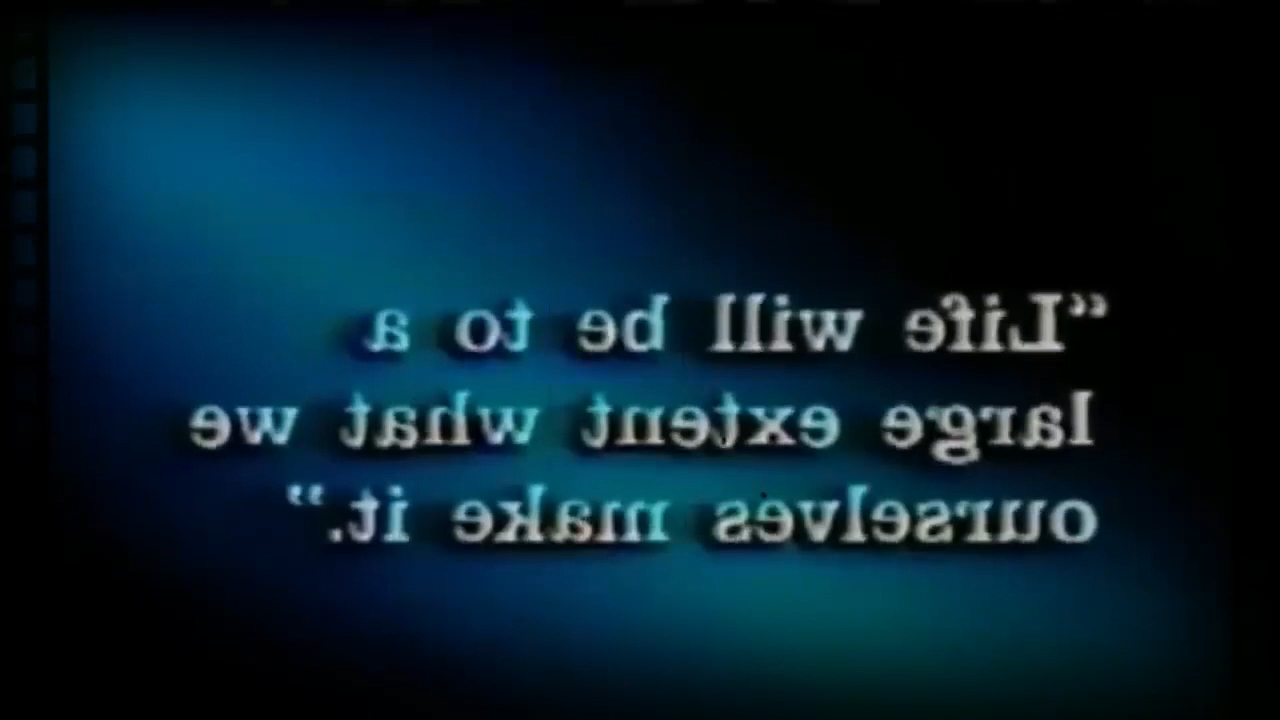 “Life will be to a
large extent what we
ourselves make it.”